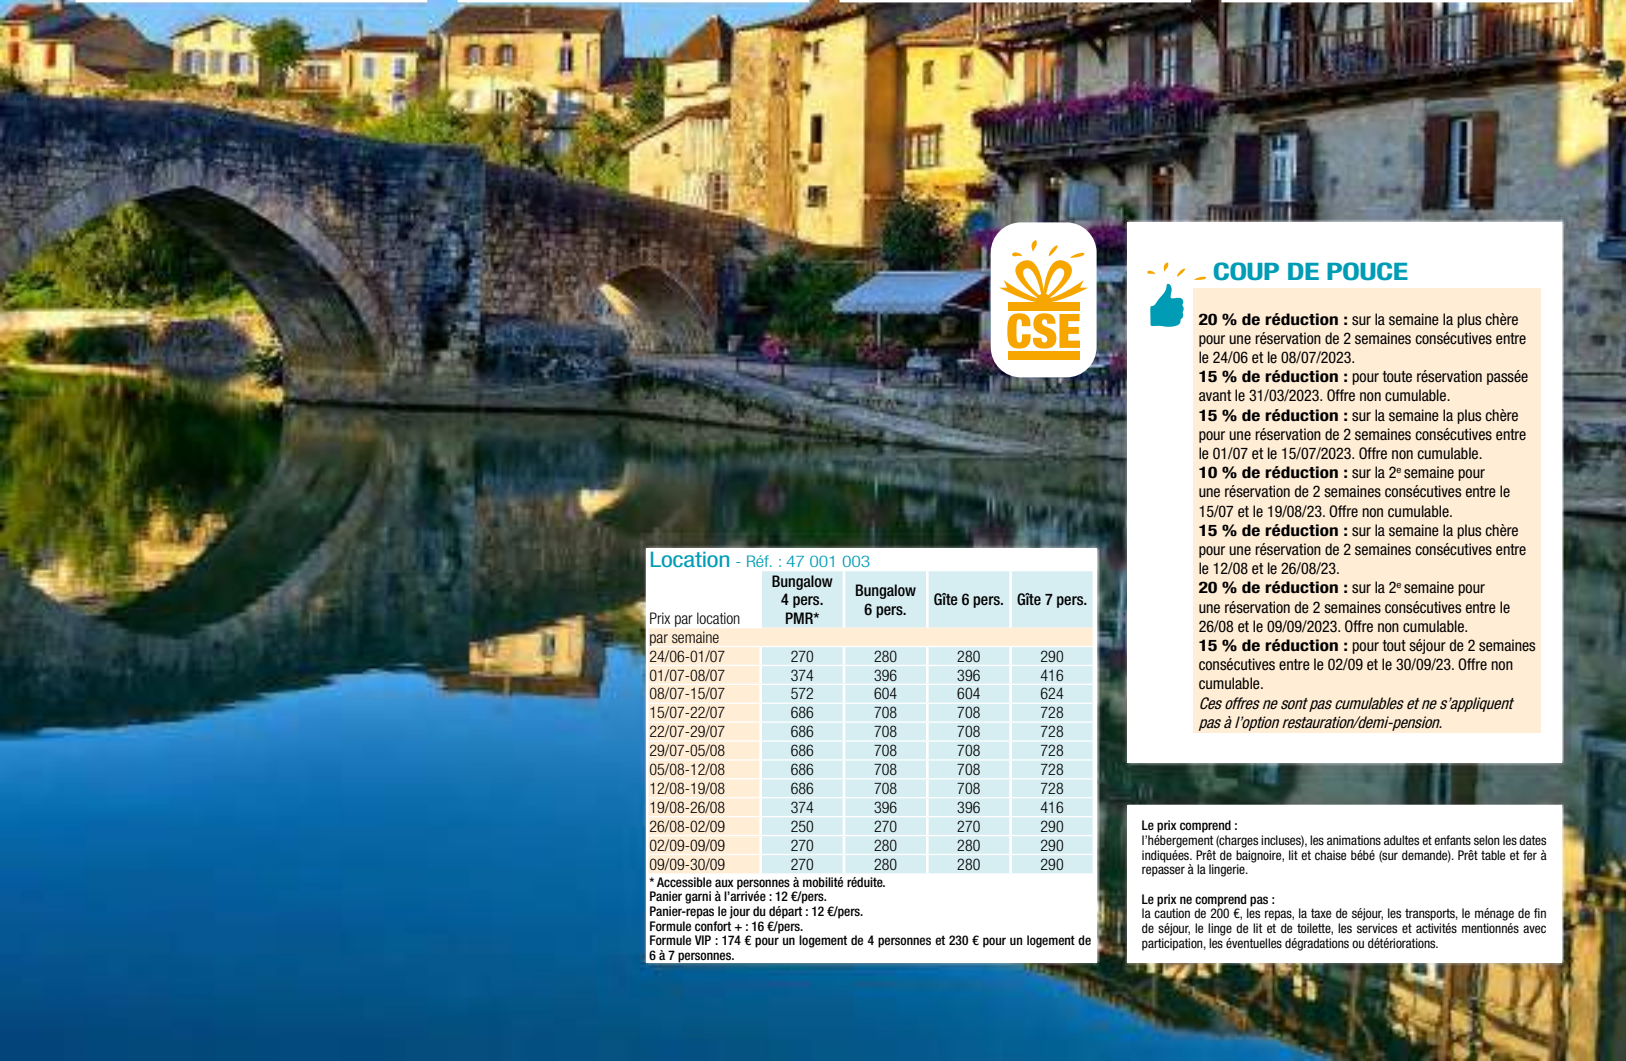 CSE
COUP DE POUCE
20 % de réduction : sur la semaine la plus chère
pour une réservation de 2 semaines consécutives entre
le 24/06 et le 08/07/2023.
15 % de réduction : pour toute réservation passée
avant le 31/03/2023. Offre non cumulable.
15 % de réduction : sur la semaine la plus chère
pour une réservation de 2 semaines consécutives entre
le 01/07 et le 15/07/2023. Offre non cumulable.
10 % de réduction : sur la 2e semaine pour
une réservation de 2 semaines consécutives entre le
15/07 et le 19/08/23. Offre non cumulable.
15 % de réduction : sur la semaine la plus chère
pour une réservation de 2 semaines consécutives entre
le 12/08 et le 26/08/23.
20 % de réduction : sur la 2e semaine pour
une réservation de 2 semaines consécutives entre le
26/08 et le 09/09/2023. Offre non cumulable.
15 % de réduction : pour tout séjour de 2 semaines
consécutives entre le 02/09 et le 30/09/23. Offre non
cumulable.
Ces offres ne sont pas cumulables et ne s'appliquent
pas à l'option restauration/demi-pension.
Location - Réf. : 47 001 003
Prix par location Bungalow 4 pers. PMR* Bungalow 6 pers. Gîte 6 pers. Gîte 7 pers.
par semaine
24/06-01/07 270 280 280 290
01/07-08/07 374 396 396 416
08/07-15/07 572 604 604 624
15/07-22/07 686 708 708 728
22/07-29/07 686 708 708 728
29/07-05/08 686 708 708 728
05/08-12/08 686 708 708 728
12/08-19/08 686 708 708 728
19/08-26/08 374 396 396 416
26/08-02/09 250 270 270 290
02/09-09/09 270 280 280 290
09/09-30/09 270 280 280 290
* Accessible aux personnes à mobilité réduite.
Panier garni à l'arrivée : 12 €/pers.
Panier-repas le jour du départ : 12 €/pers.
Formule confort + : 16 €/pers.
Formule VIP : 174 € pour un logement de 4 personnes et 230 € pour un logement de
6 à 7 personnes.
Le prix comprend :
l'hébergement (charges incluses), les animations adultes et enfants selon les dates
indiquées. Prêt de baignoire, lit et chaise bébé (sur demande). Prêt table et fer à
repasser à la lingerie.
Le prix ne comprend pas :
la caution de 200 €, les repas, la taxe de séjour, les transports, le ménage de fin
de séjour, le linge de lit et de toilette, les services et activités mentionnés avec
participation, les éventuelles dégradations ou détériorations.